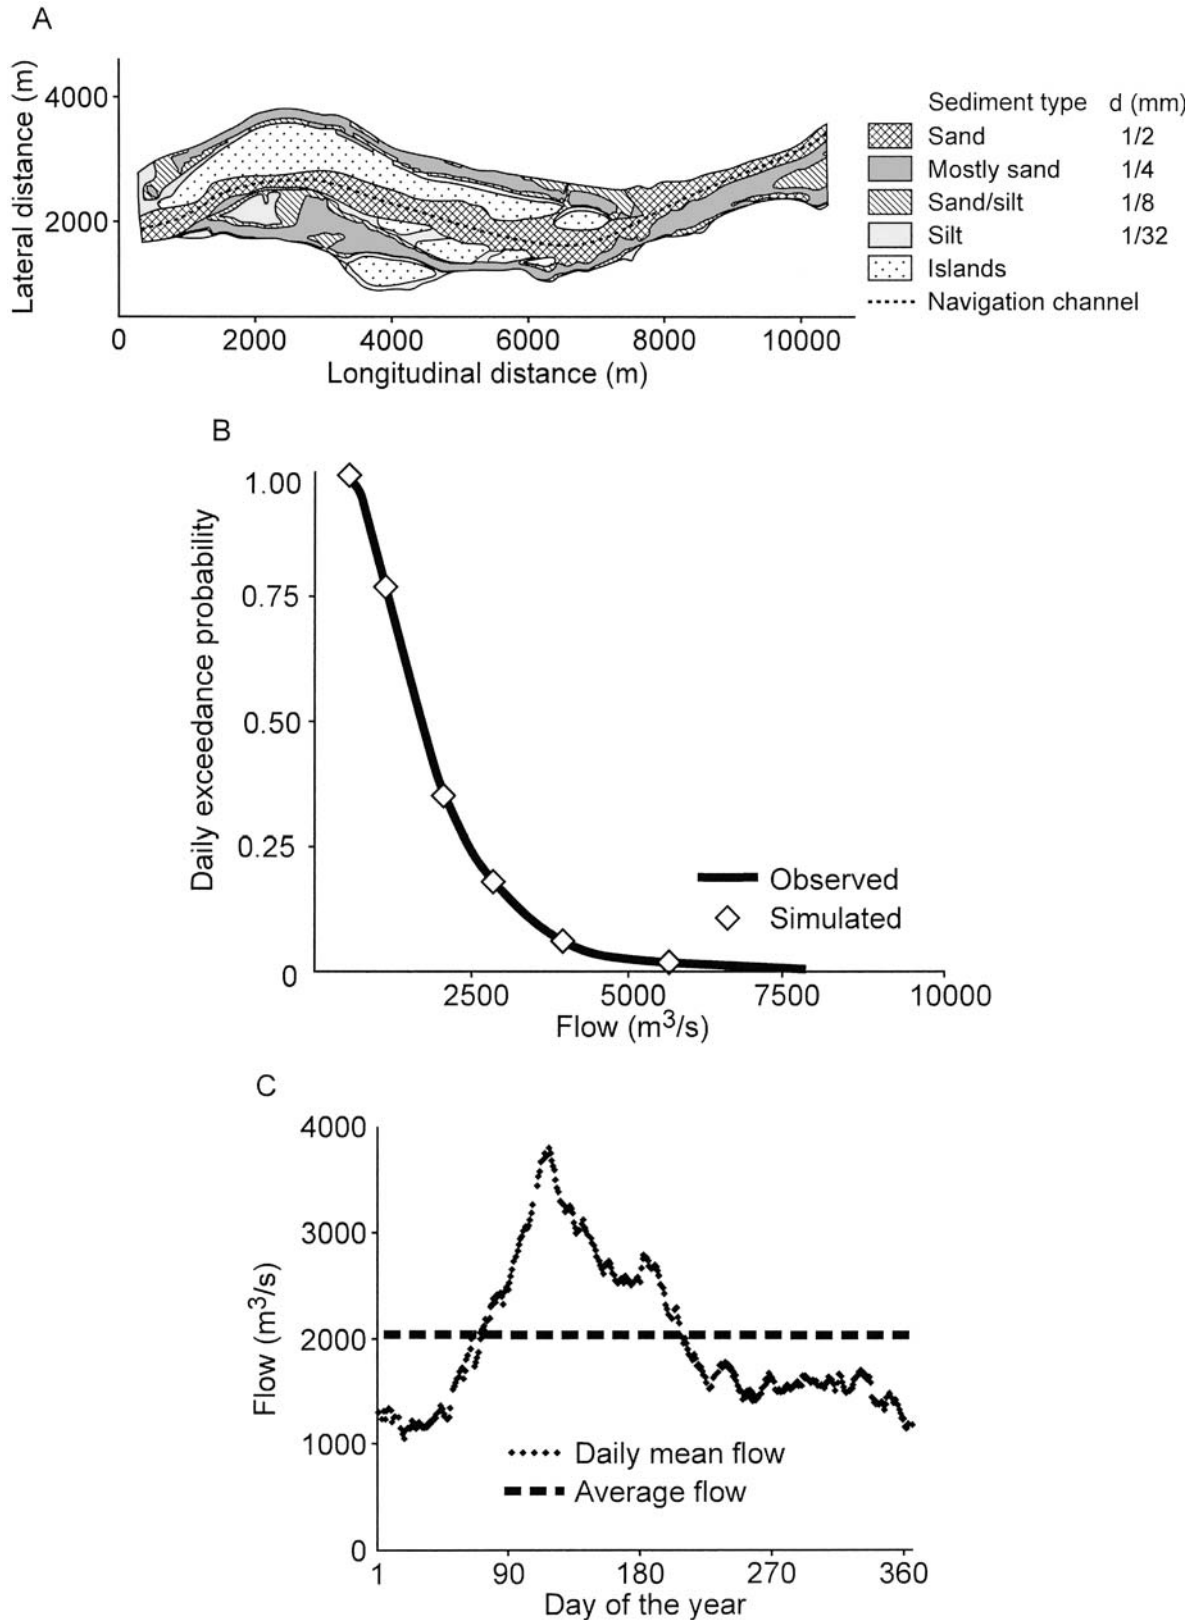 A
Lateral distance (m)
4000
2000
0 2000 4000 6000 8000 10000
Longitudinal distance (m)
Sediment type d (mm)
Sand 1/2
Mostly sand 1/4
Sand/silt 1/8
Silt 1/32
Islands
Navigation channel
B
Daily exceedance probability
1.00
0.75
0.50
0.25
0
2500 5000 7500 10000
Flow (m³/s)
Observed
Simulated
C
Flow (m³/s)
4000
3000
2000
1000
0
1 90 180 270 360
Day of the year
Daily mean flow
Average flow